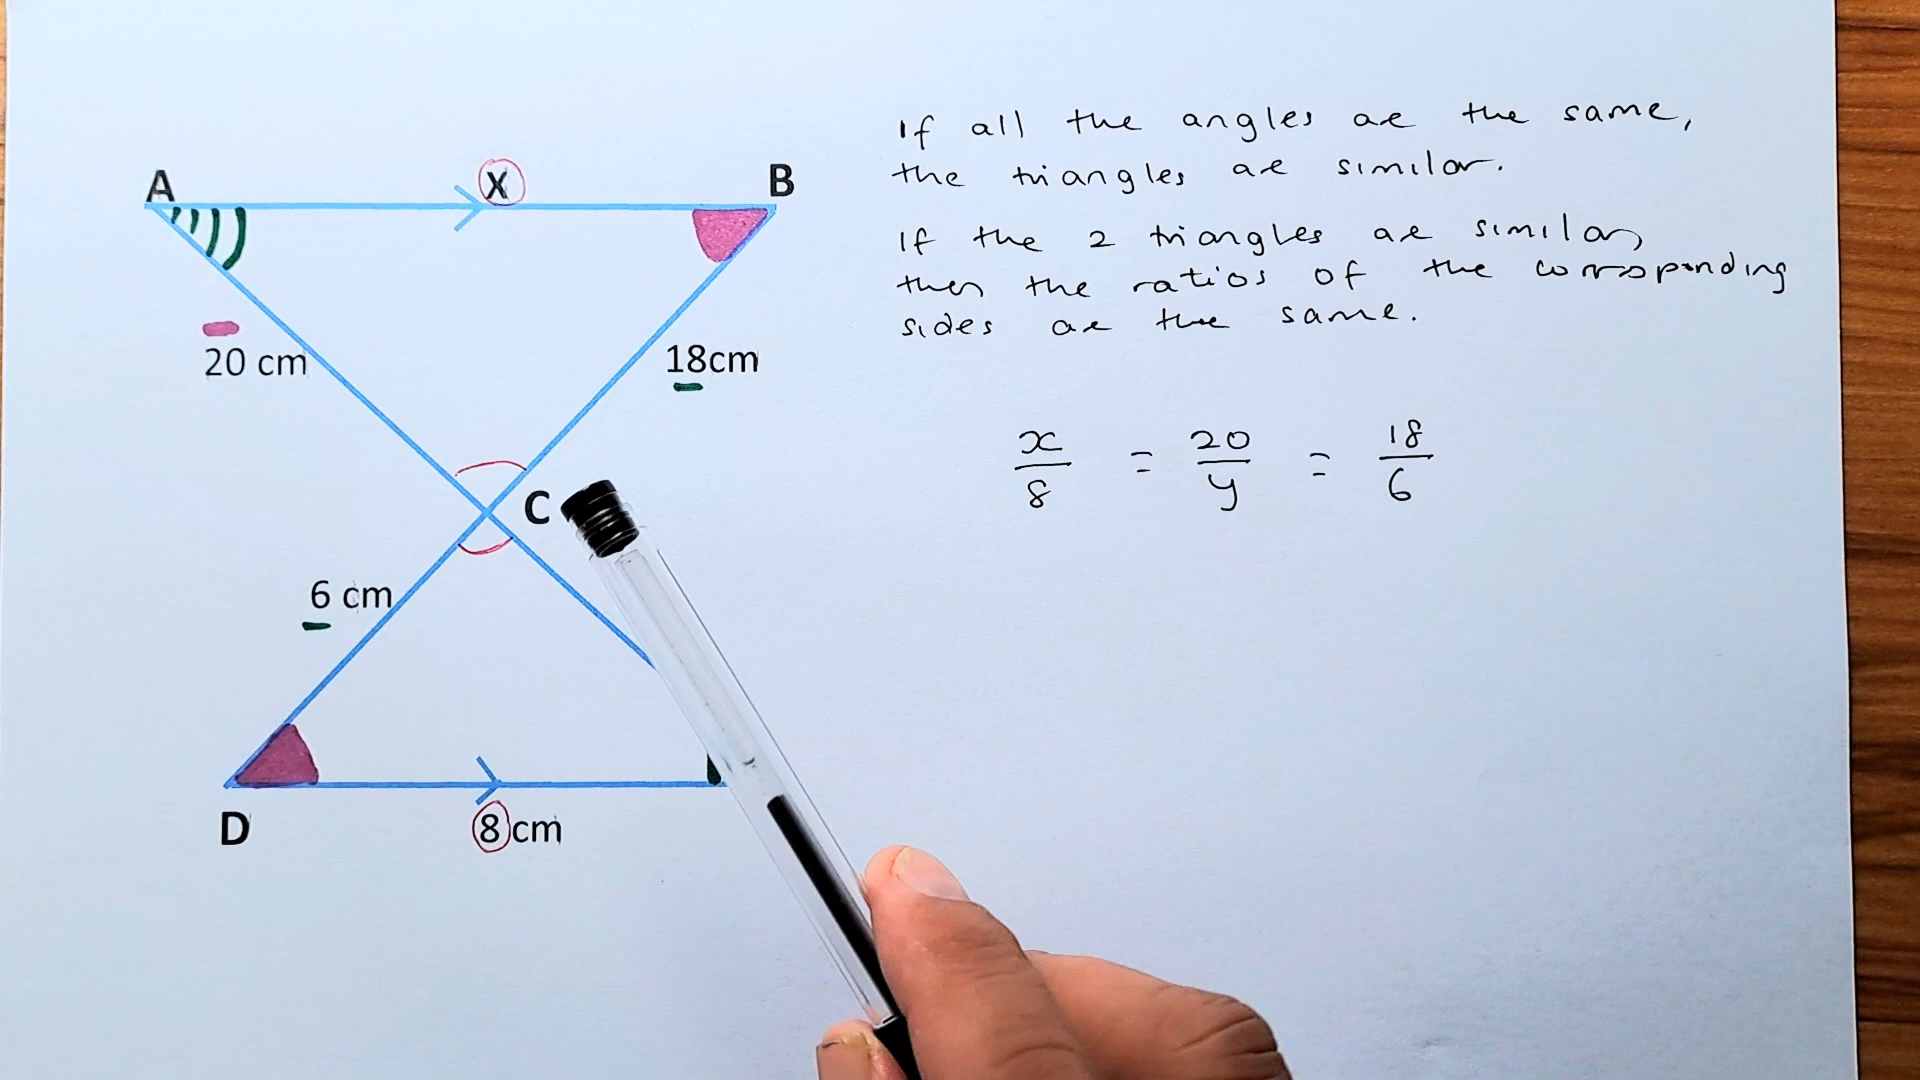 A
X
B
20 cm
18cm
C
6 cm
D
8 cm
If all the angles are the same,
the triangles are similar.
If the 2 triangles are similar,
then the ratios of the corrosponding
sides are the same.
x/8 = 20/y = 18/6